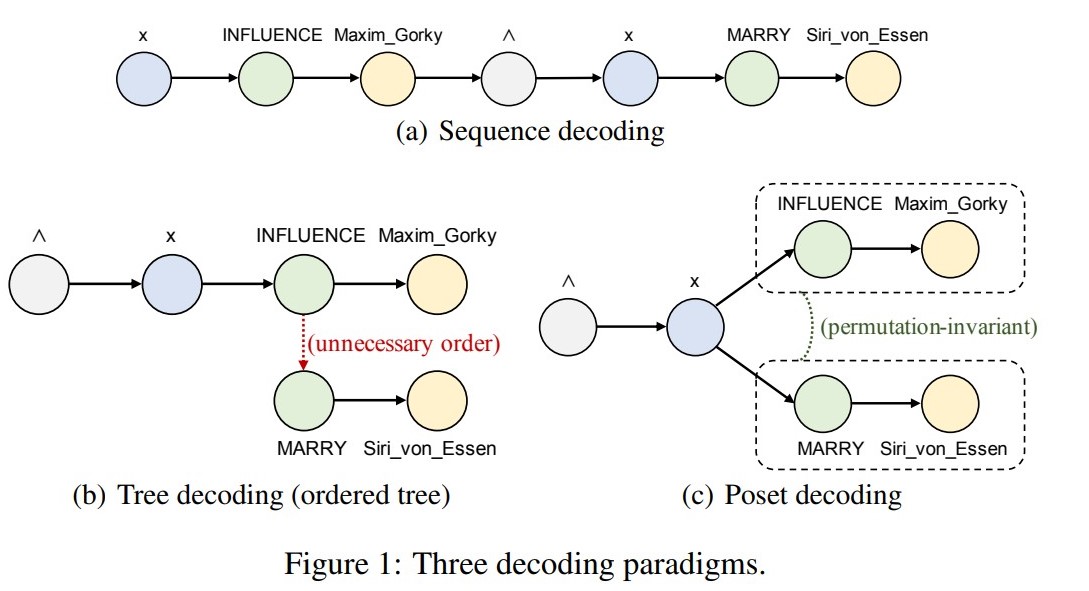 x INFLUENCE Maxim_Gorky ∧ x MARRY Siri_von_Essen
(a) Sequence decoding
∧ x INFLUENCE Maxim_Gorky
(unnecessary order)
MARRY Siri_von_Essen
(b) Tree decoding (ordered tree)
INFLUENCE Maxim_Gorky
∧ x
(permutation-invariant)
MARRY Siri_von_Essen
(c) Poset decoding
Figure 1: Three decoding paradigms.